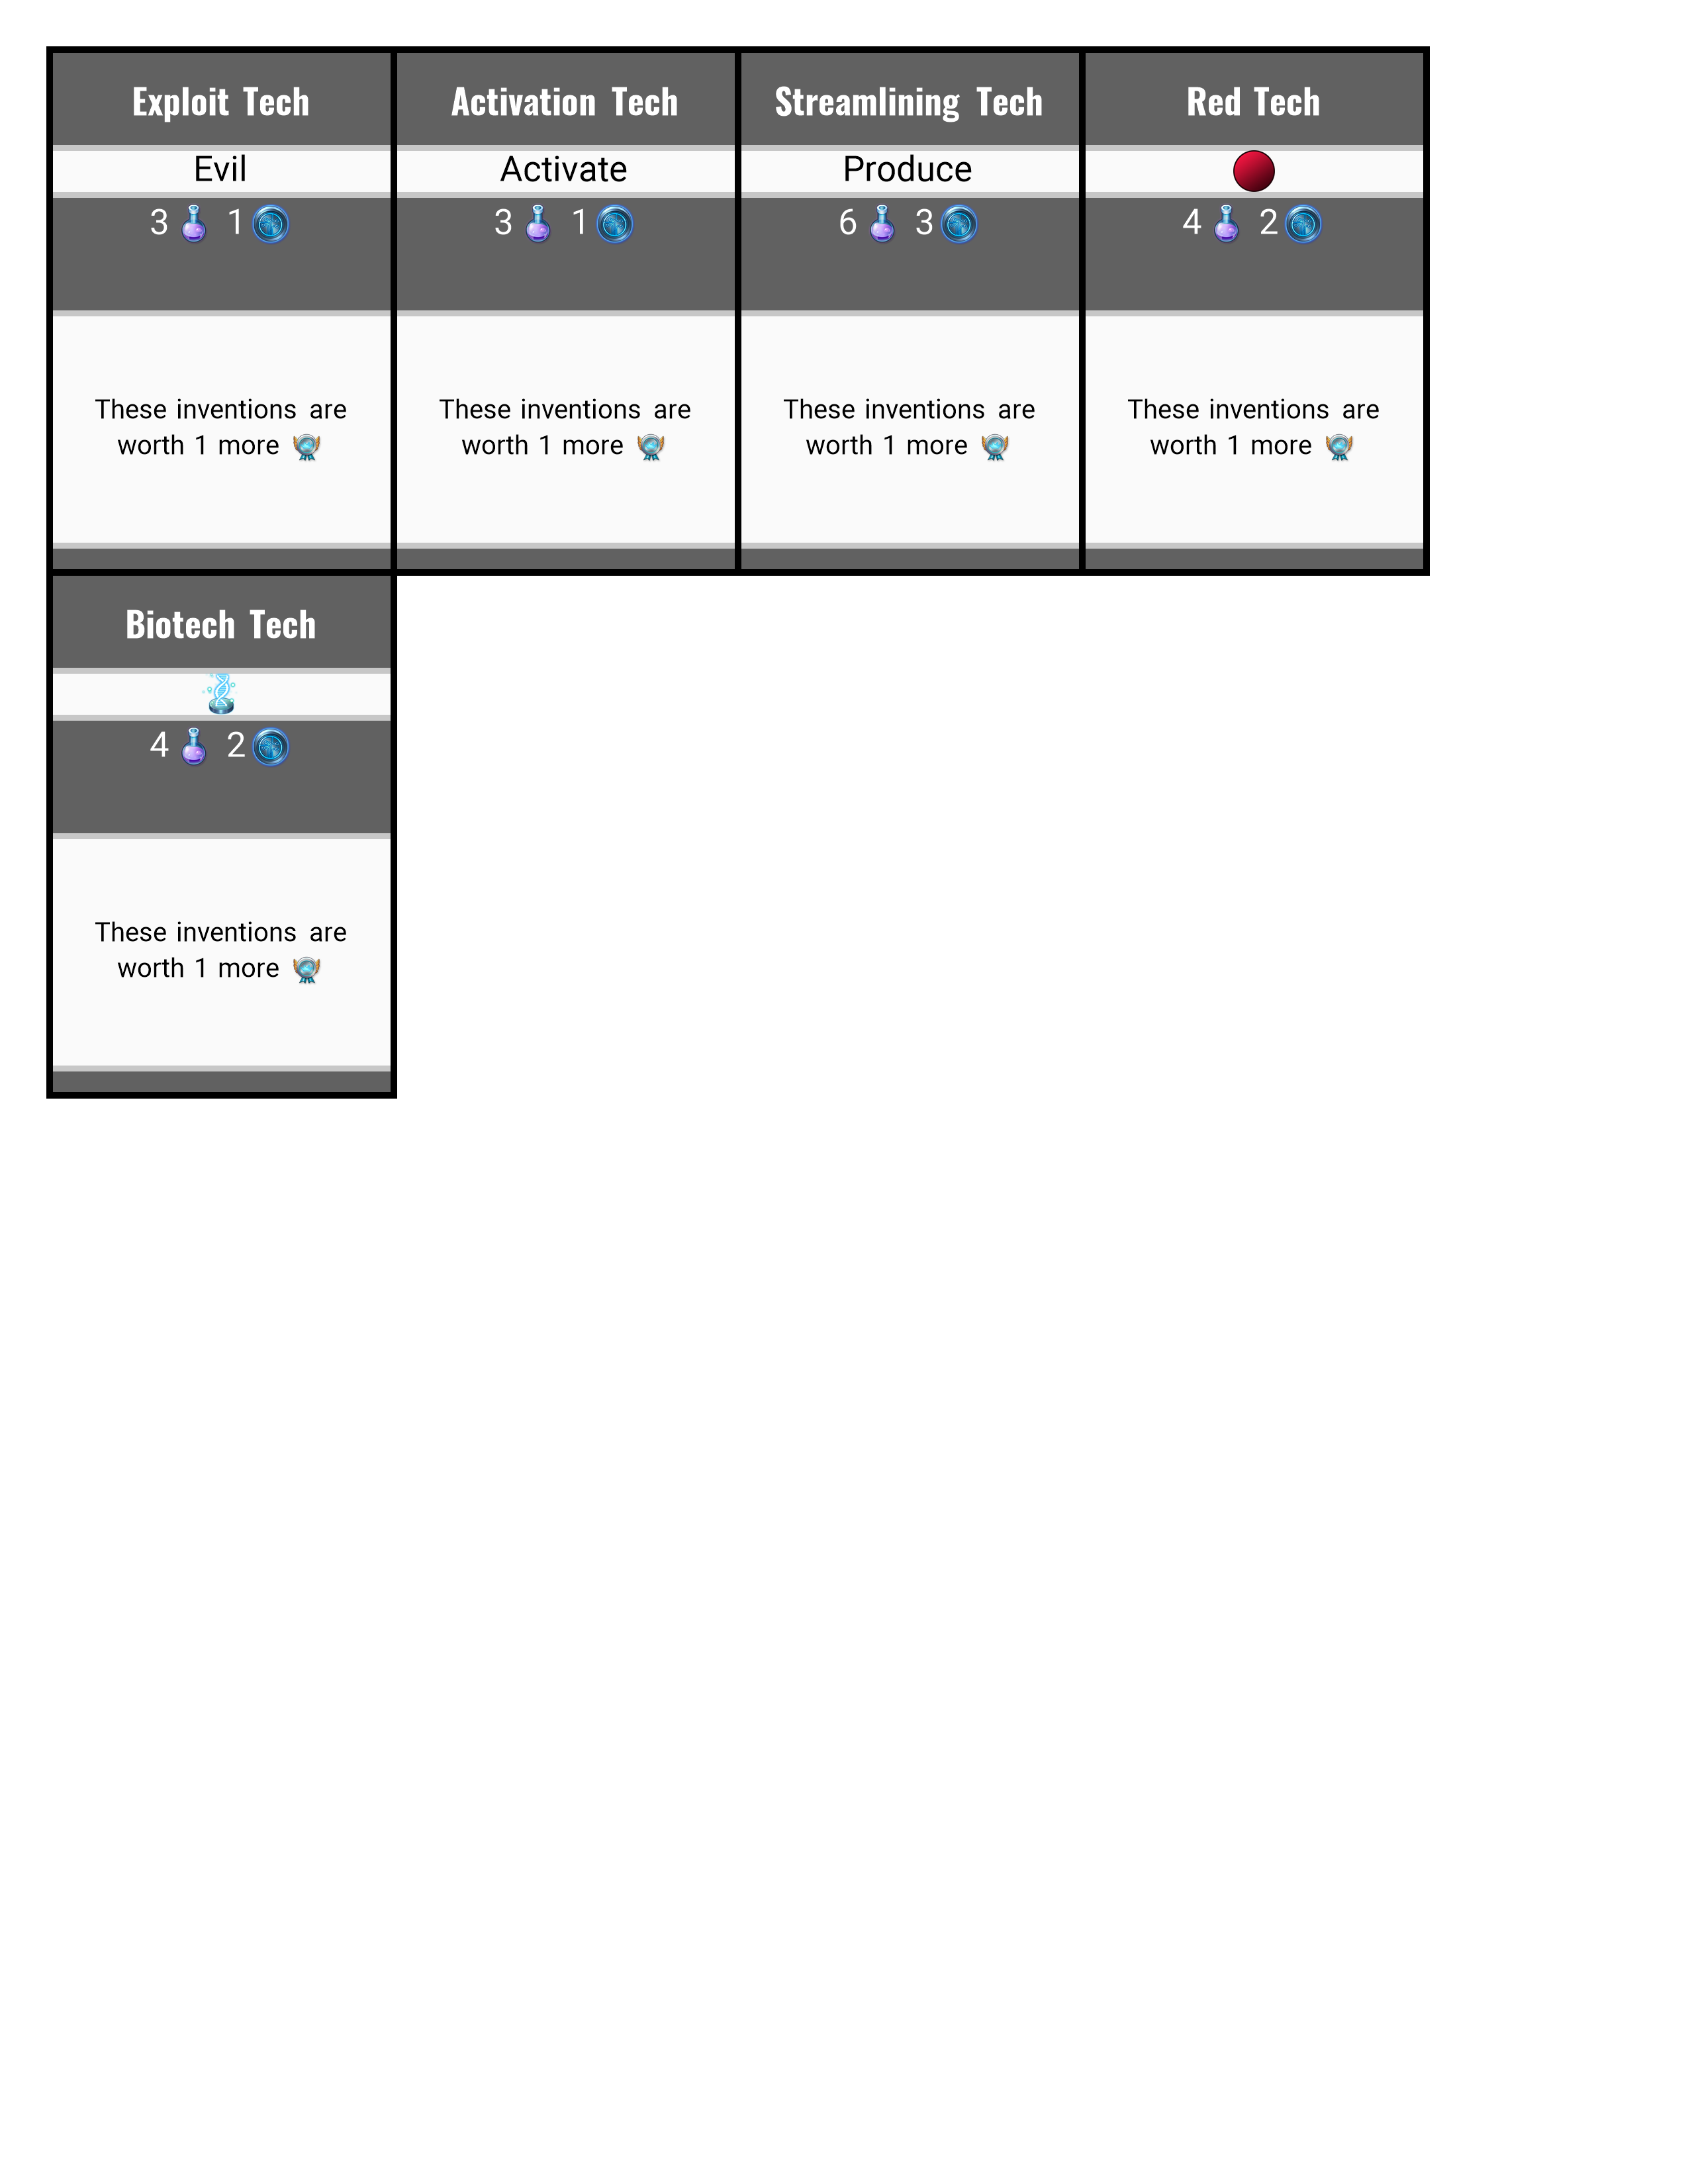 Exploit Tech
Evil
3 1
These inventions are
worth 1 more
Activation Tech
Activate
3 1
These inventions are
worth 1 more
Streamlining Tech
Produce
6 3
These inventions are
worth 1 more
Red Tech
4 2
These inventions are
worth 1 more
Biotech Tech
4 2
These inventions are
worth 1 more